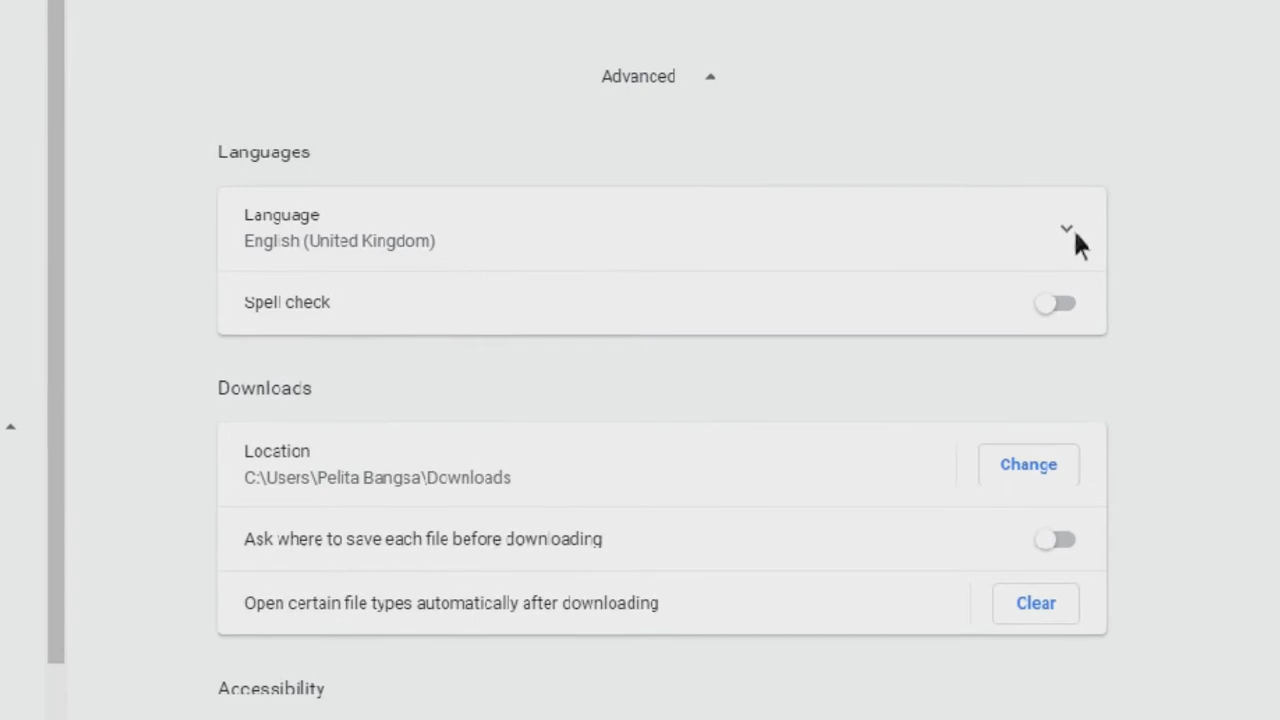 Advanced
Languages
Language
English (United Kingdom)
Spell check
Downloads
Location
C:\Users\Pelita Bangsa\Downloads
Change
Ask where to save each file before downloading
Open certain file types automatically after downloading
Clear
Accessibility